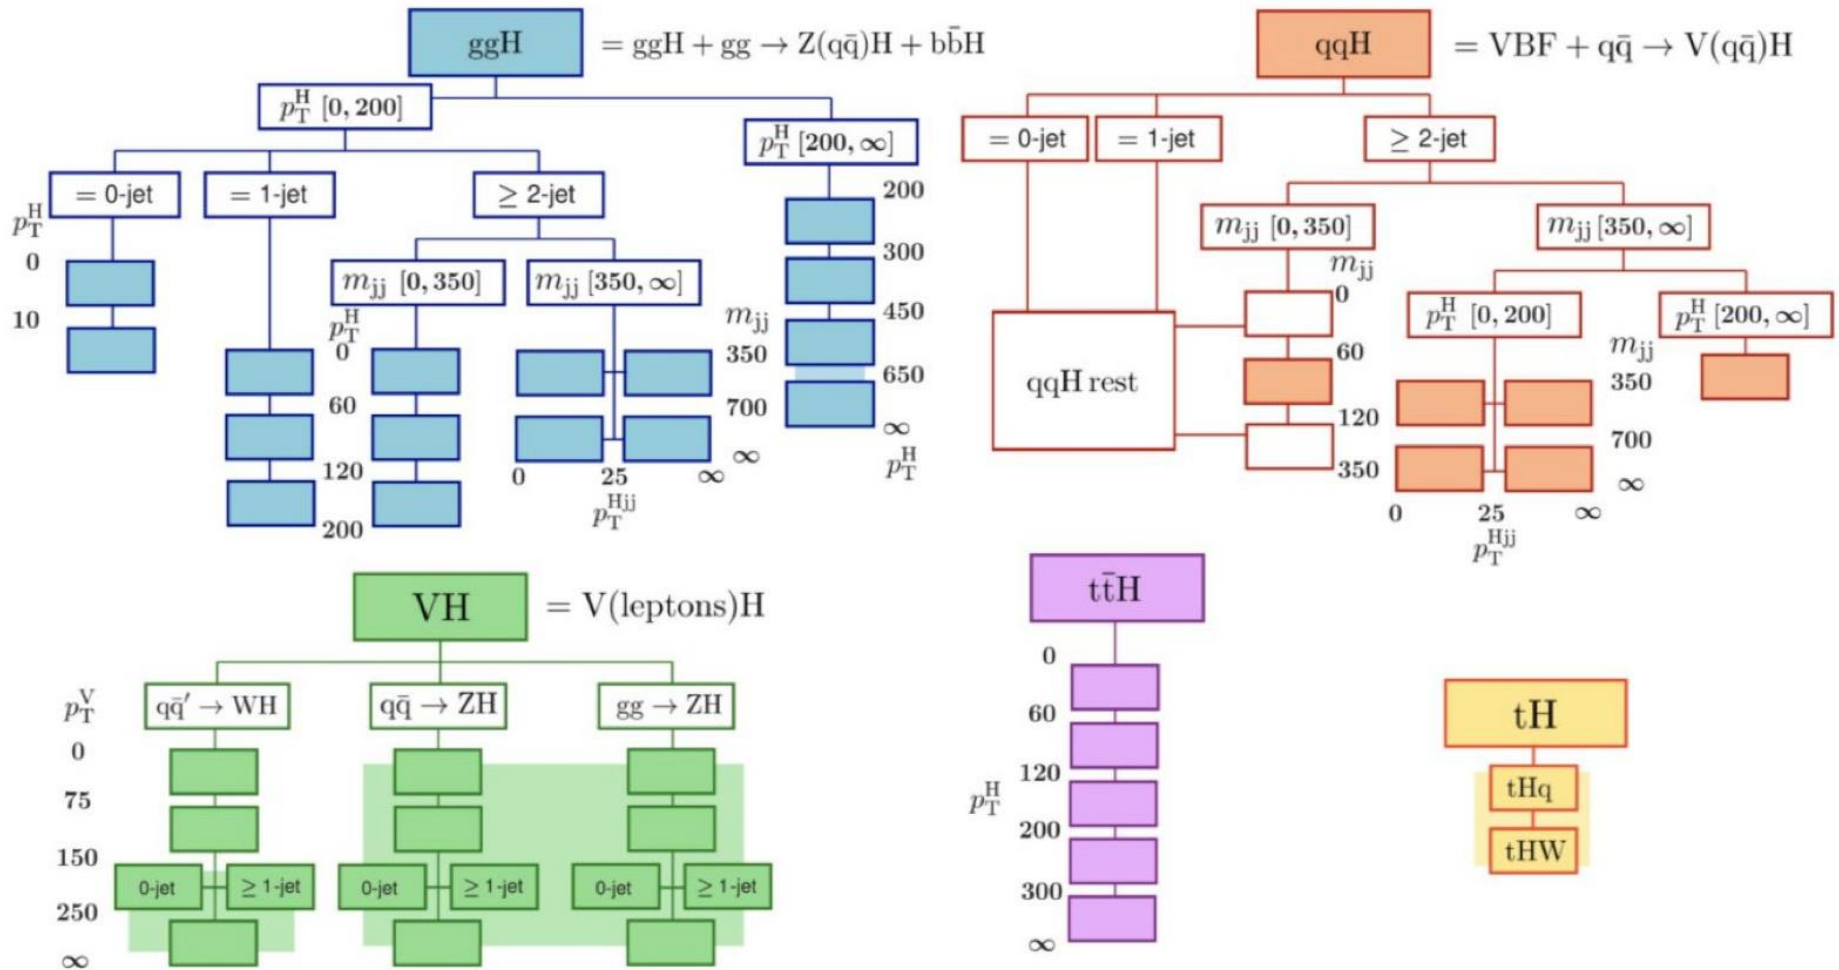 ggH = ggH + gg → Z(qq̄)H + bb̄H
p_T^H [0, 200]
p_T^H [200, ∞]
= 0-jet
= 1-jet
≥ 2-jet
p_T^H
0
10
m_jj [0, 350]
m_jj [350, ∞]
p_T^H
0
60
120
200
m_jj
350
700
∞
0 25 ∞
p_T^Hjj
200
300
450
650
∞
p_T^H
qqH = VBF + qq̄ → V(qq̄)H
= 0-jet
= 1-jet
≥ 2-jet
m_jj [0, 350]
m_jj [350, ∞]
m_jj
0
60
120
350
qqH rest
p_T^H [0, 200]
p_T^H [200, ∞]
m_jj
350
700
∞
0 25 ∞
p_T^Hjj
VH = V(leptons)H
qq̄′ → WH
qq̄ → ZH
gg → ZH
p_T^V
0
75
150
250
∞
0-jet ≥ 1-jet
0-jet ≥ 1-jet
0-jet ≥ 1-jet
tt̄H
0
60
120
p_T^H
200
300
∞
tH
tHq
tHW